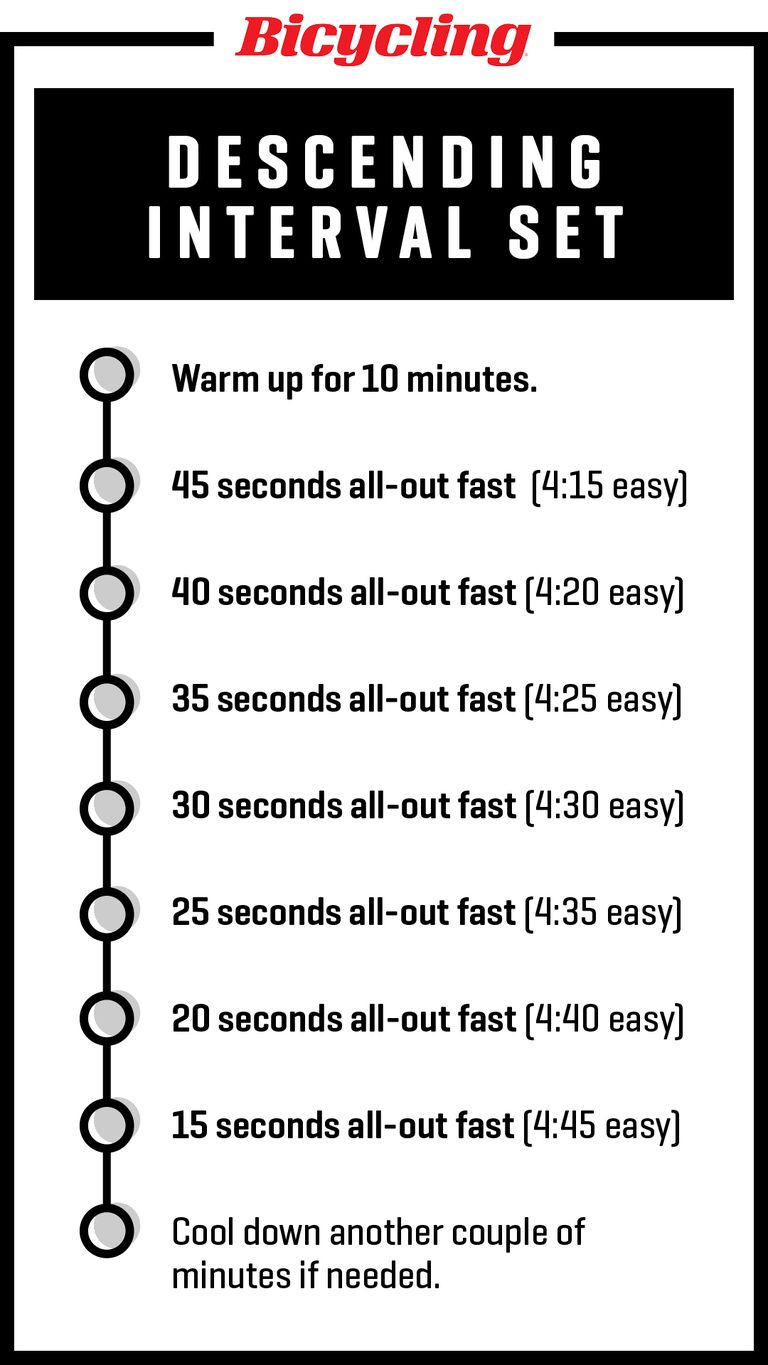 Bicycling
DESCENDING
INTERVAL SET
Warm up for 10 minutes.
45 seconds all-out fast (4:15 easy)
40 seconds all-out fast (4:20 easy)
35 seconds all-out fast (4:25 easy)
30 seconds all-out fast (4:30 easy)
25 seconds all-out fast (4:35 easy)
20 seconds all-out fast (4:40 easy)
15 seconds all-out fast (4:45 easy)
Cool down another couple of
minutes if needed.